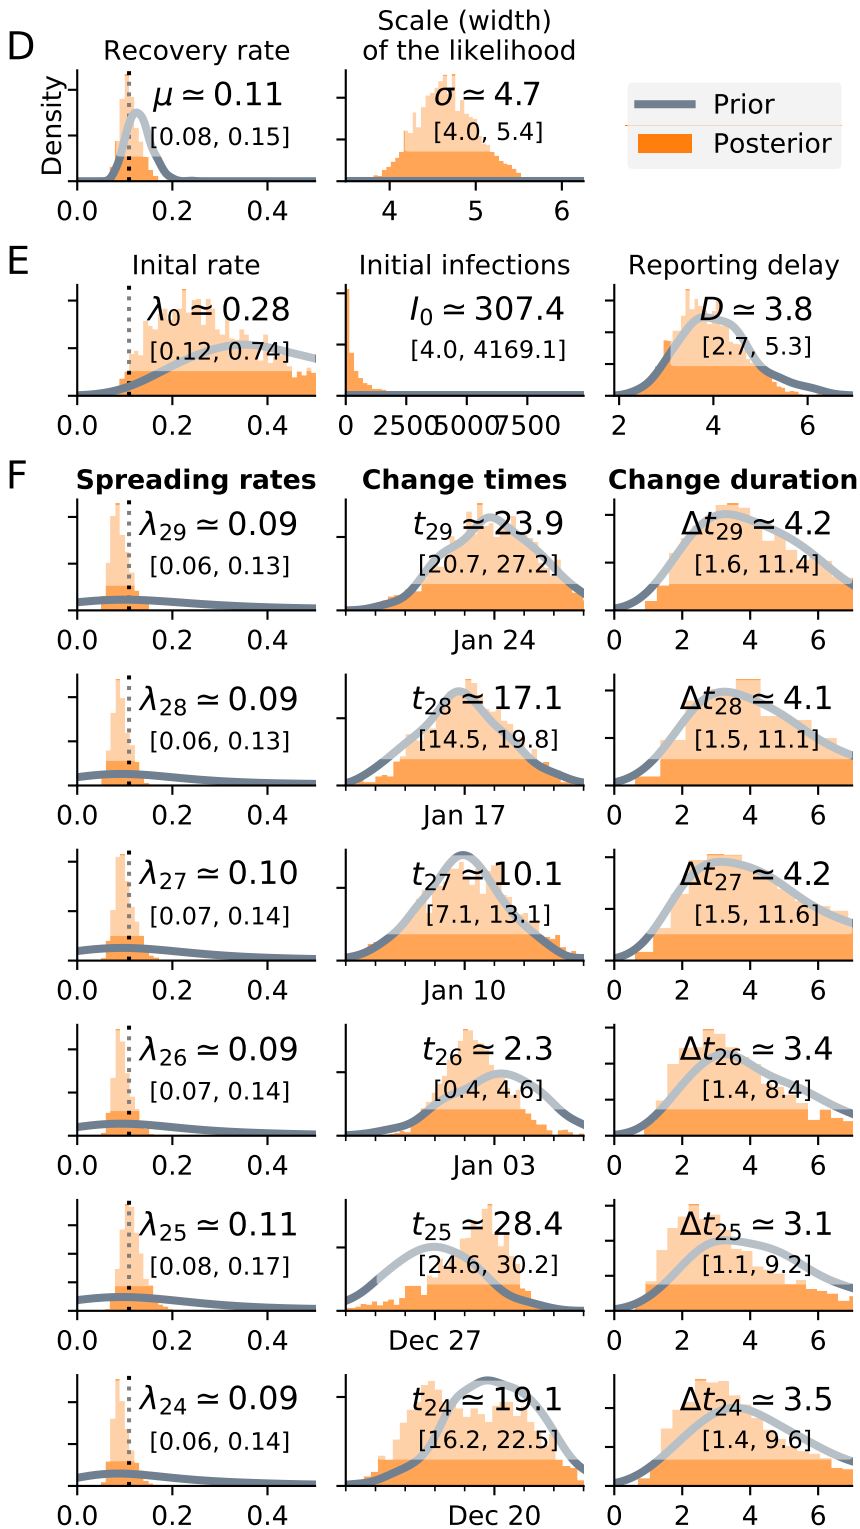 D
Recovery rate
Scale (width)
of the likelihood
Density
μ ≃ 0.11
[0.08, 0.15]
0.0 0.2 0.4
σ ≃ 4.7
[4.0, 5.4]
4 5 6
Prior
Posterior
E
Inital rate
λ0 ≃ 0.28
[0.12, 0.74]
0.0 0.2 0.4
Initial infections
I0 ≃ 307.4
[4.0, 4169.1]
0 2500 5000 7500
Reporting delay
D ≃ 3.8
[2.7, 5.3]
2 4 6
F
Spreading rates
Change times
Change duration
λ29 ≃ 0.09
[0.06, 0.13]
0.0 0.2 0.4
t29 ≃ 23.9
[20.7, 27.2]
Jan 24
Δt29 ≃ 4.2
[1.6, 11.4]
0 2 4 6
λ28 ≃ 0.09
[0.06, 0.13]
0.0 0.2 0.4
t28 ≃ 17.1
[14.5, 19.8]
Jan 17
Δt28 ≃ 4.1
[1.5, 11.1]
0 2 4 6
λ27 ≃ 0.10
[0.07, 0.14]
0.0 0.2 0.4
t27 ≃ 10.1
[7.1, 13.1]
Jan 10
Δt27 ≃ 4.2
[1.5, 11.6]
0 2 4 6
λ26 ≃ 0.09
[0.07, 0.14]
0.0 0.2 0.4
t26 ≃ 2.3
[0.4, 4.6]
Jan 03
Δt26 ≃ 3.4
[1.4, 8.4]
0 2 4 6
λ25 ≃ 0.11
[0.08, 0.17]
0.0 0.2 0.4
t25 ≃ 28.4
[24.6, 30.2]
Dec 27
Δt25 ≃ 3.1
[1.1, 9.2]
0 2 4 6
λ24 ≃ 0.09
[0.06, 0.14]
0.0 0.2 0.4
t24 ≃ 19.1
[16.2, 22.5]
Dec 20
Δt24 ≃ 3.5
[1.4, 9.6]
0 2 4 6